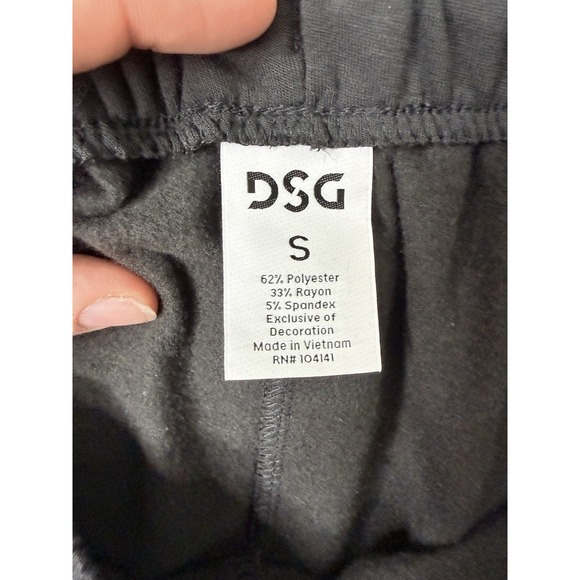 DSG
S
62% Polyester
33% Rayon
5% Spandex
Exclusive of
Decoration
Made in Vietnam
RN# 104141